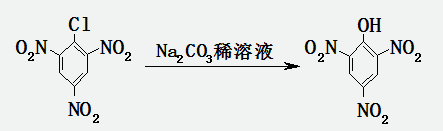 Cl
O₂N NO₂
NO₂
Na₂CO₃稀溶液
OH
O₂N NO₂
NO₂